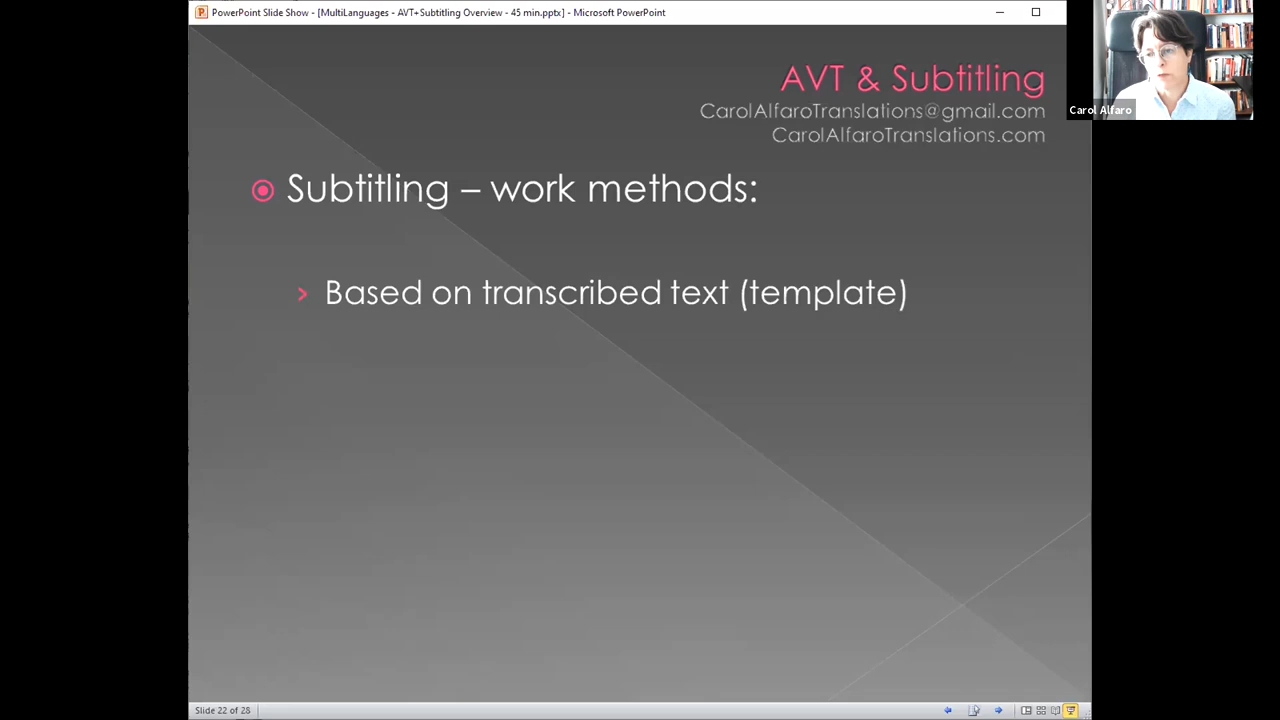 PowerPoint Slide Show - [MultiLanguages - AVT+Subtitling Overview - 45 min.pptx] - Microsoft PowerPoint
Carol Alfaro
AVT & Subtitling
CarolAlfaroTranslations@gmail.com
CarolAlfaroTranslations.com
Subtitling – work methods:
Based on transcribed text (template)
Slide 22 of 28